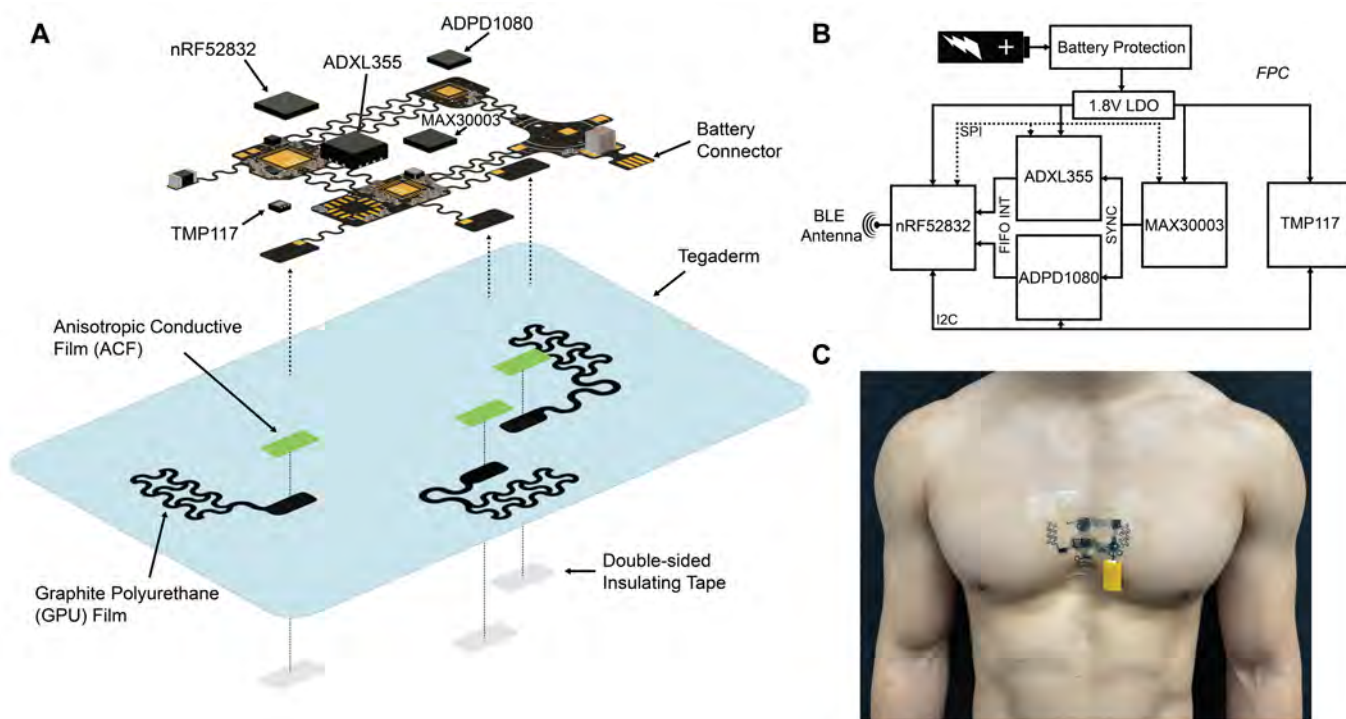 A
ADPD1080
nRF52832
ADXL355
MAX30003
Battery
Connector
TMP117
Tegaderm
Anisotropic Conductive
Film (ACF)
Graphite Polyurethane
(GPU) Film
Double-sided
Insulating Tape
B
+
Battery Protection
FPC
1.8V LDO
SPI
ADXL355
BLE
Antenna
nRF52832
FIFO INT
SYNC
MAX30003
TMP117
ADPD1080
I2C
C